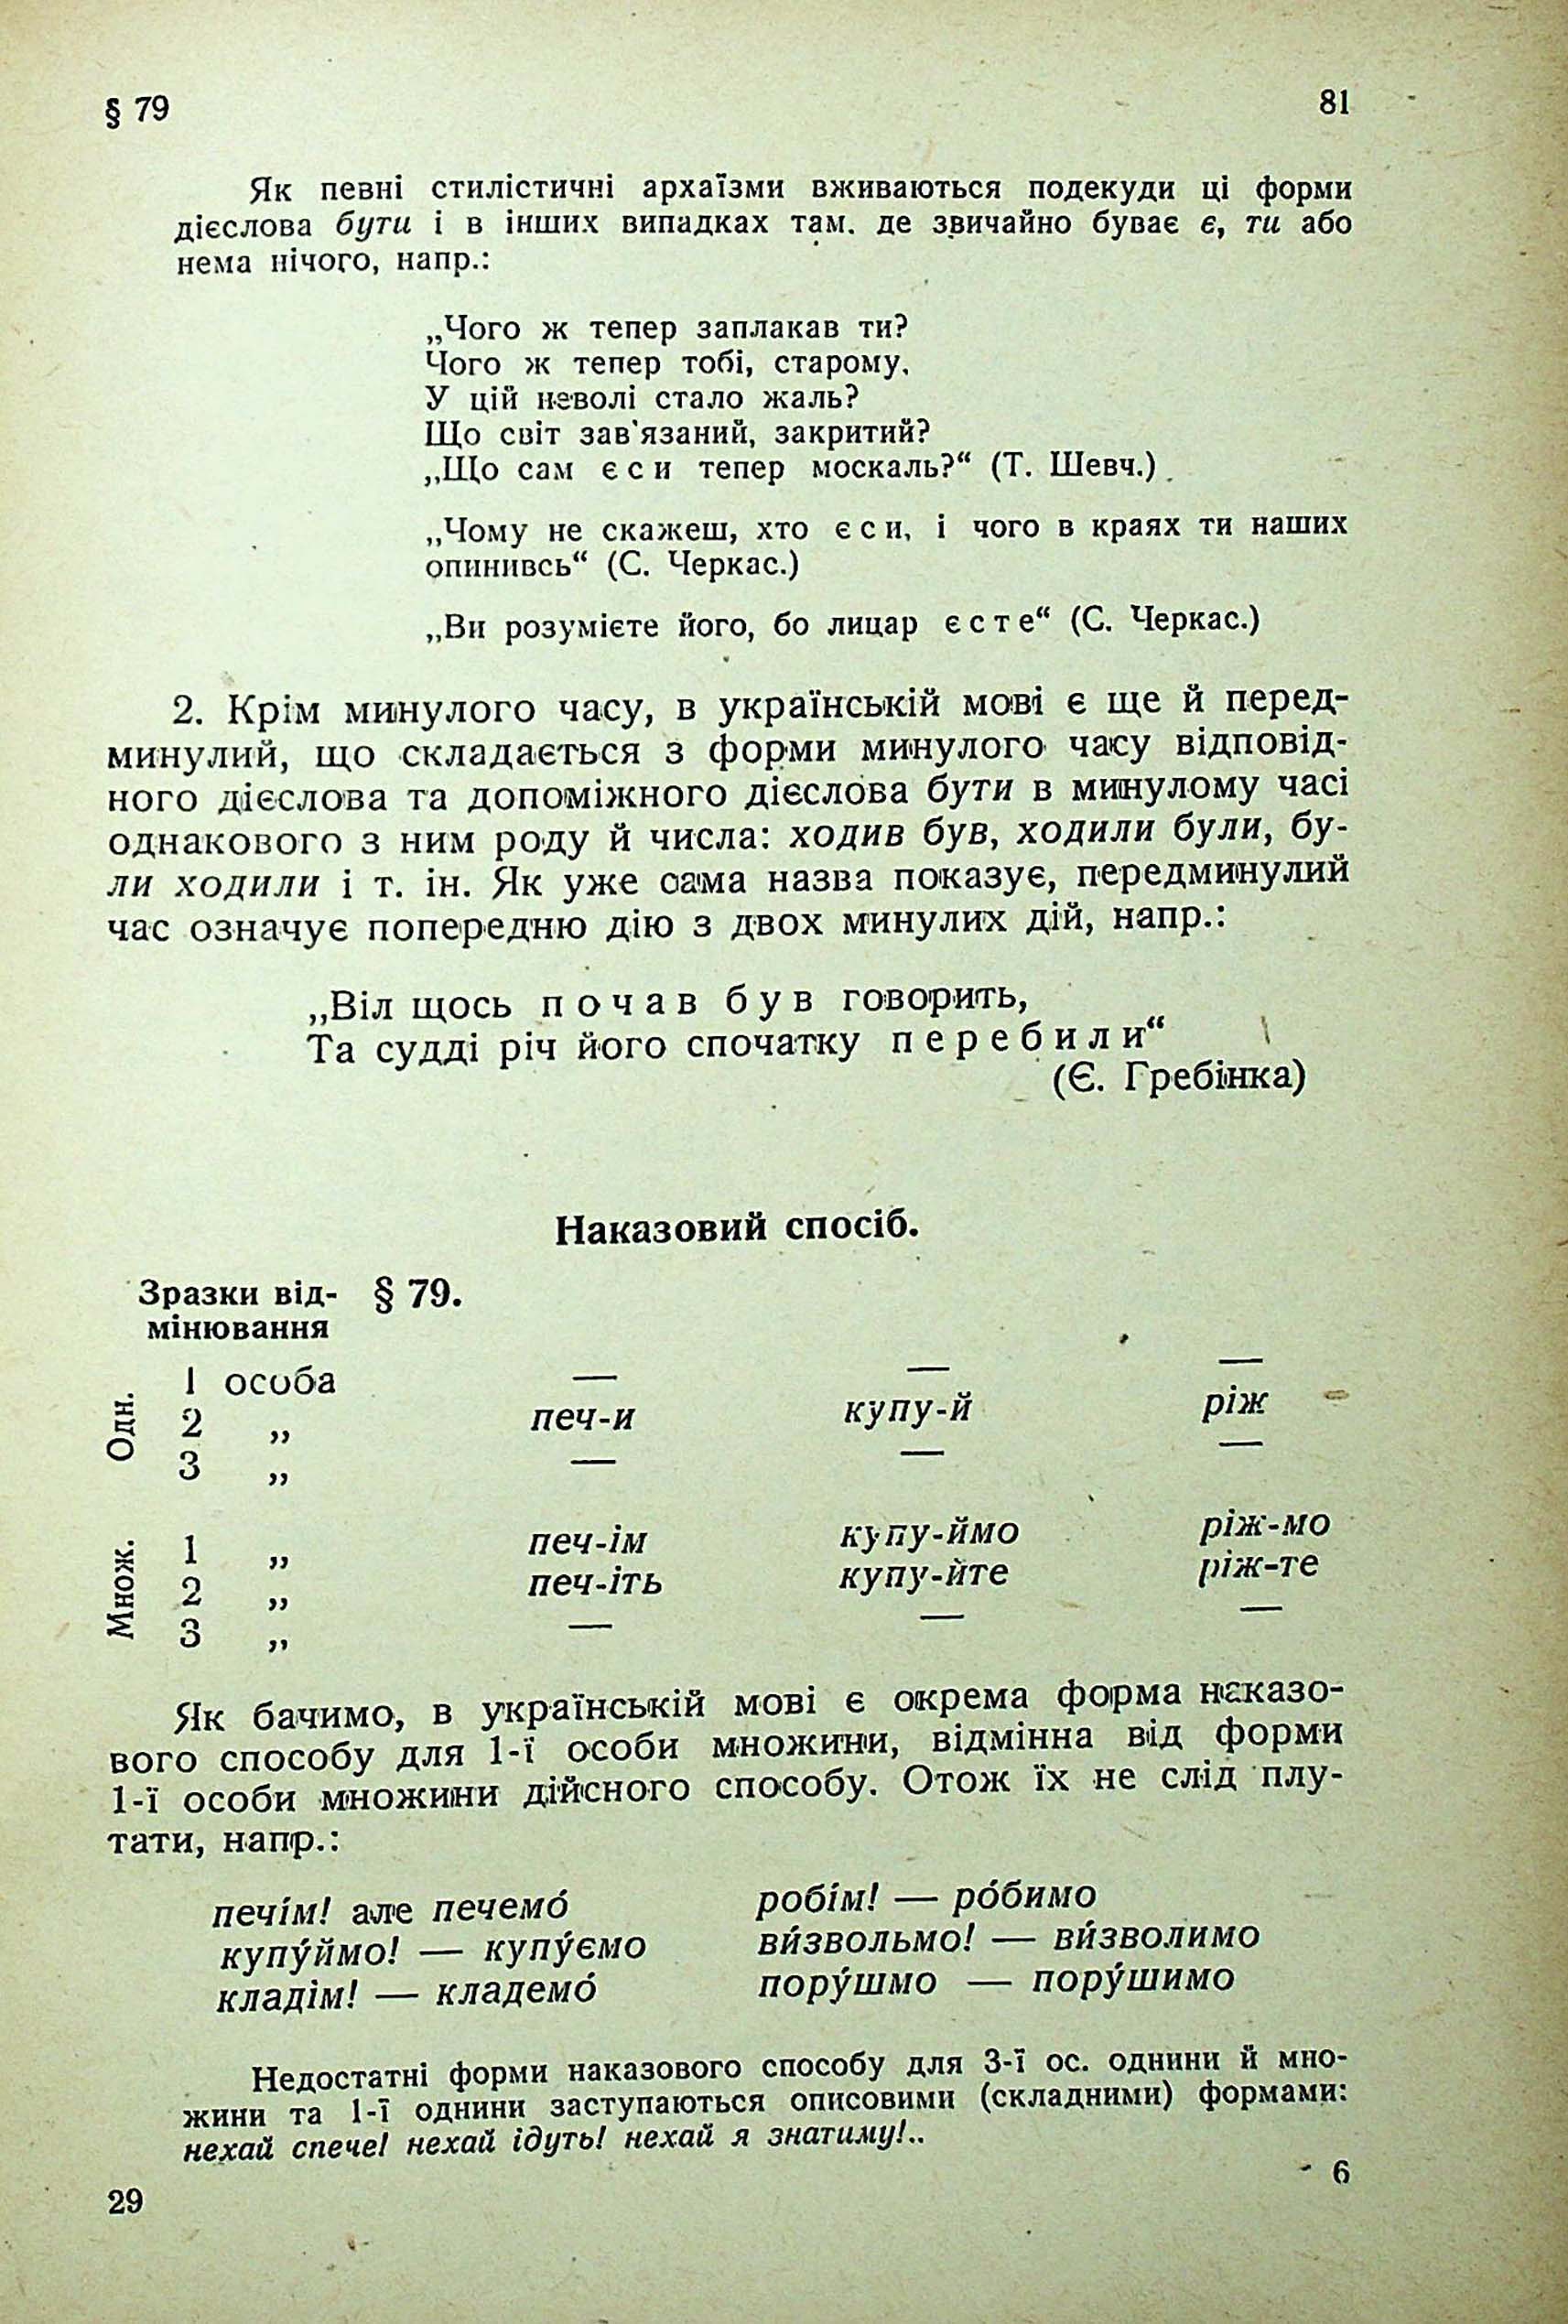 § 79 81
Як певні стилістичні архаїзми вживаються подекуди ці форми
дієслова бути і в інших випадках там. де звичайно буває є, ти або
нема нічого, напр.:
„Чого ж тепер заплакав ти?
Чого ж тепер тобі, старому,
У цій неволі стало жаль?
Що світ зав'язаний, закритий?
„Що сам є с и тепер москаль?“ (Т. Шевч.).
„Чому не скажеш, хто є с и, і чого в краях ти наших
опинивсь“ (С. Черкас.)
„Ви розумієте його, бо лицар є с т е“ (С. Черкас.)
2. Крім минулого часу, в українській мові є ще й перед-
минулий, що складається з форми минулого часу відповід-
ного дієслова та допоміжного дієслова бути в минулому часі
однакового з ним роду й числа: ходив був, ходили були, бу-
ли ходили і т. ін. Як уже сама назва показує, передминулий
час означує попередню дію з двох минулих дій, напр.:
„Віл щось п о ч а в б у в говорить,
Та судді річ його спочатку п е р е б и л и“
(Є. Гребінка)
Наказовий спосіб.
Зразки від- § 79.
мінювання
Одн.
1 особа — — —
2 „ печ-и купу-й ріж
3 „ — — —
Множ.
1 „ печ-ім купу-ймо ріж-мо
2 „ печ-іть купу-йте ріж-те
3 „ — — —
Як бачимо, в українській мові є окрема форма наказо-
вого способу для 1-ї особи множини, відмінна від форми
1-ї особи множини дійсного способу. Отож їх не слід плу-
тати, напр.:
печі́м! але печемо́ робі́м! — ро́бимо
купу́ймо! — купу́ємо ви́звольмо! — ви́зволимо
кладі́м! — кладемо́ пору́шмо — пору́шимо
Недостатні форми наказового способу для 3-ї ос. однини й мно-
жини та 1-ї однини заступаються описовими (складними) формами:
нехай спече! нехай ідуть! нехай я знатиму!..
6
29